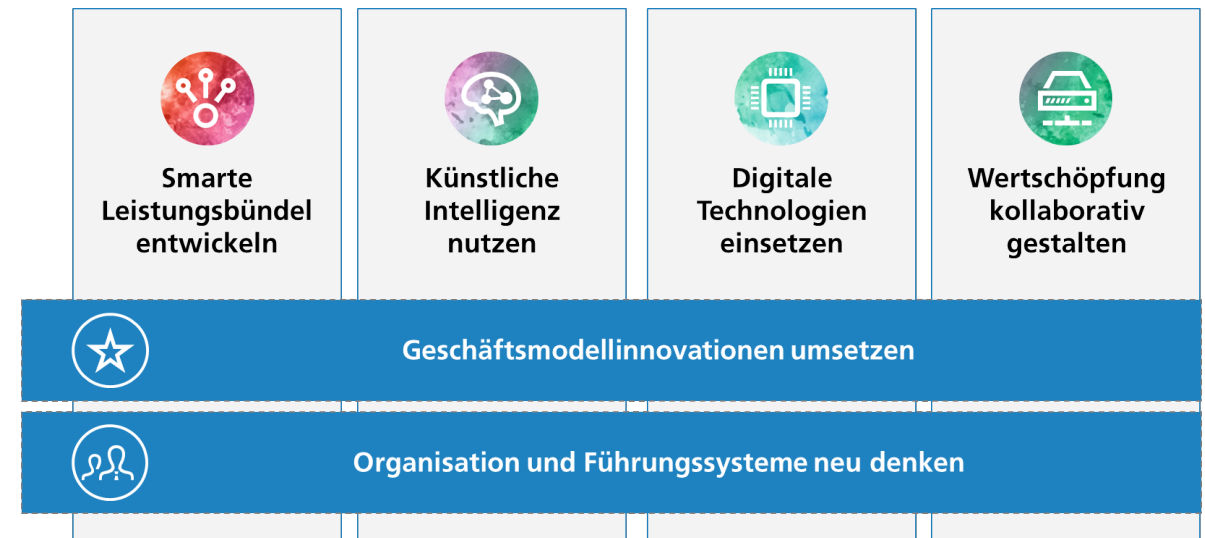 Smarte
Leistungsbündel
entwickeln
Künstliche
Intelligenz
nutzen
Digitale
Technologien
einsetzen
Wertschöpfung
kollaborativ
gestalten
Geschäftsmodellinnovationen umsetzen
Organisation und Führungssysteme neu denken